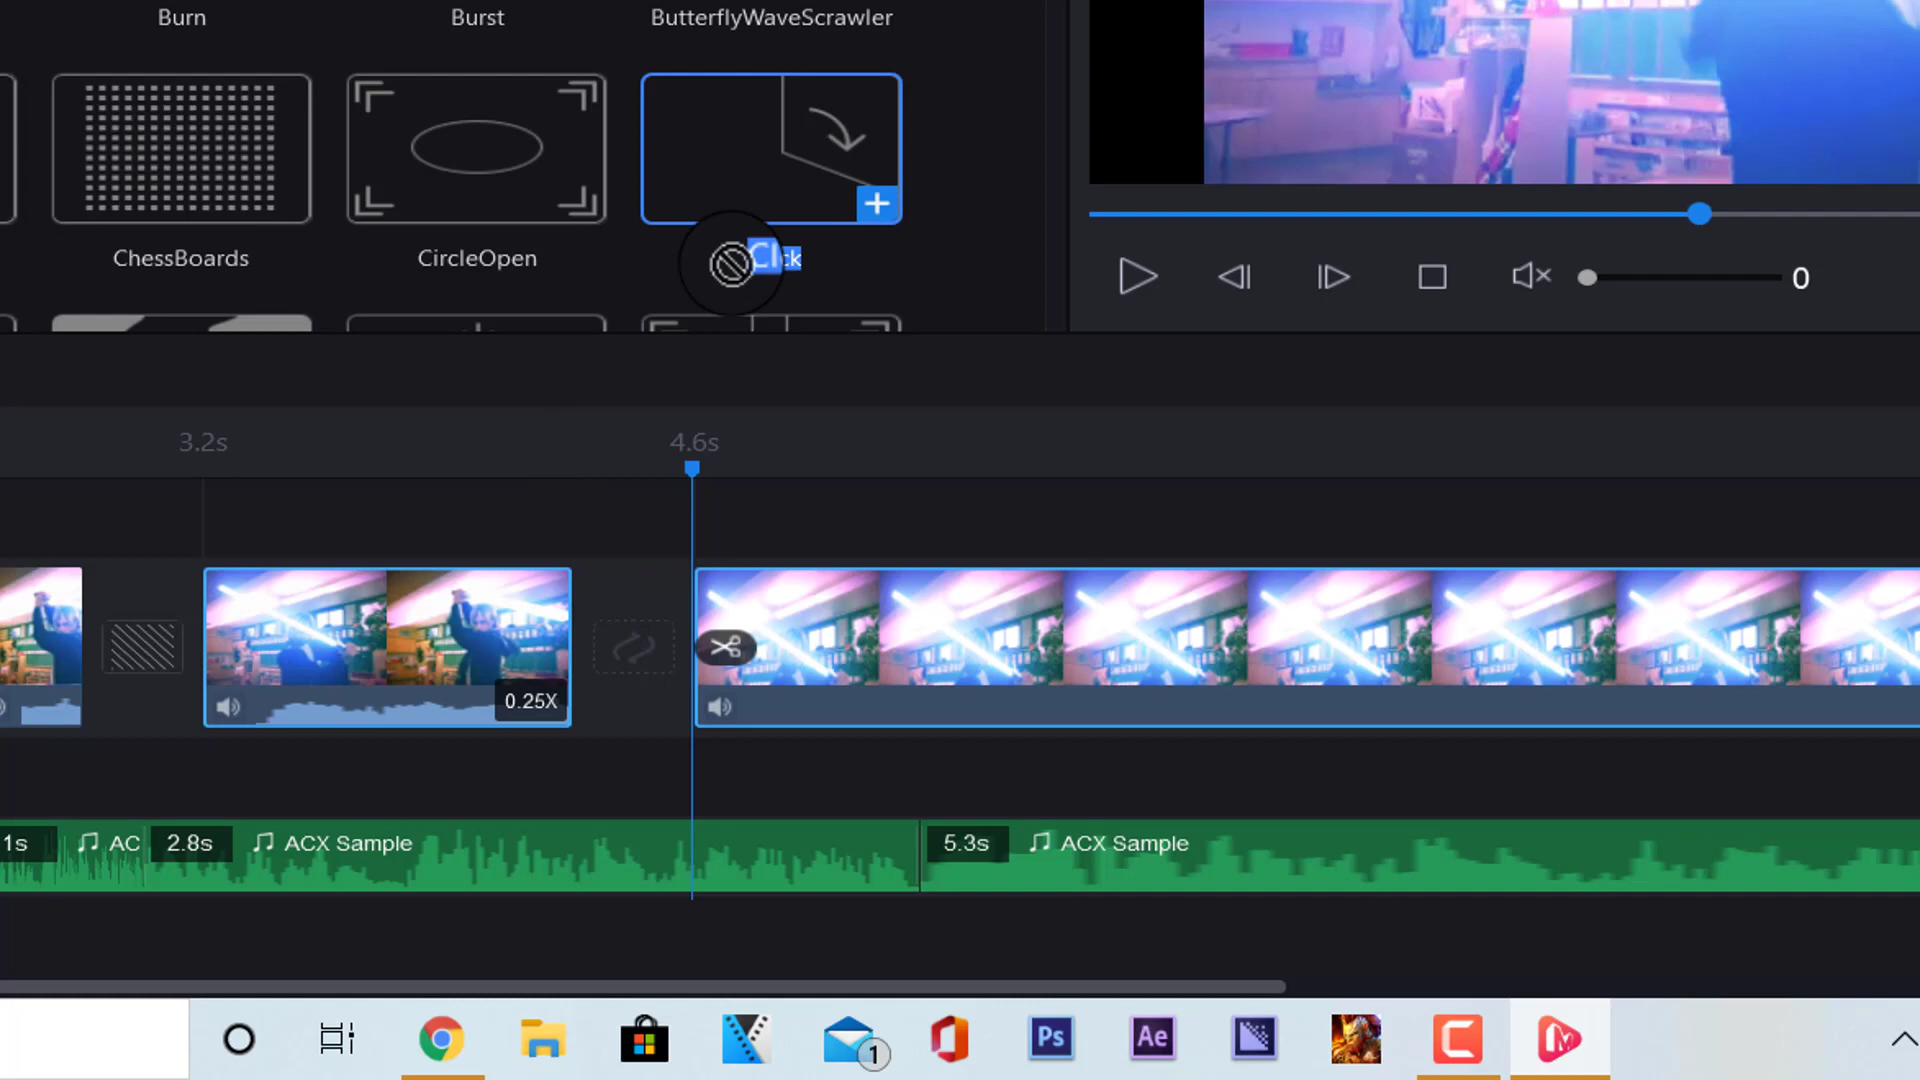 Burn
Burst
ButterflyWaveScrawler
ChessBoards
CircleOpen
Click
0
3.2s
4.6s
0.25X
1s
AC
2.8s
ACX Sample
5.3s
ACX Sample
1
Ps
Ae